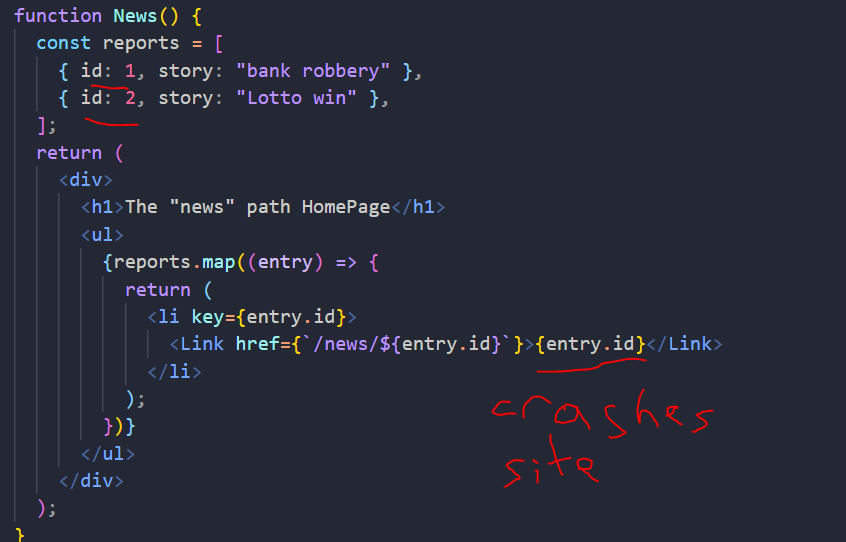 function News() {
const reports = [
{ id: 1, story: "bank robbery" },
{ id: 2, story: "Lotto win" },
];
return (
<div>
<h1>The "news" path HomePage</h1>
<ul>
{reports.map((entry) => {
return (
<li key={entry.id}>
<Link href={`/news/${entry.id}`}>{entry.id}</Link>
</li>
);
})}
</ul>
</div>
);
}
crashes
site